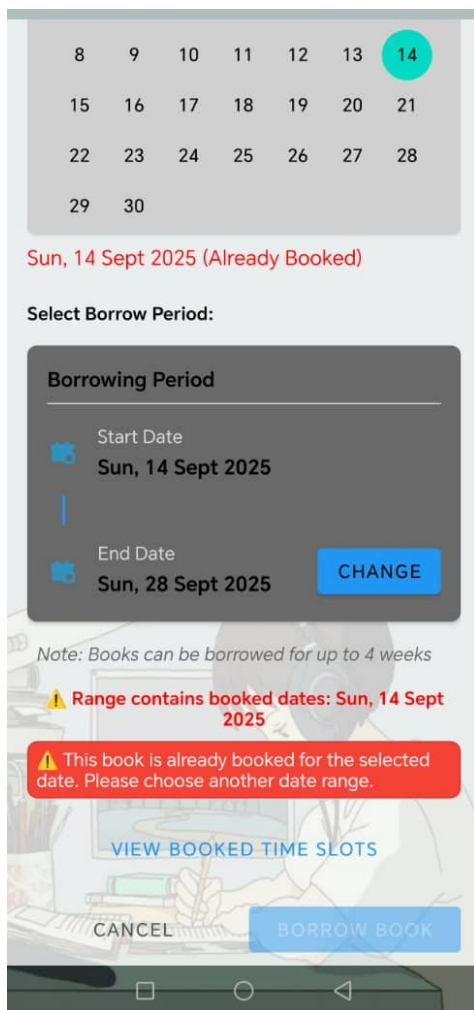 8 9 10 11 12 13 14
15 16 17 18 19 20 21
22 23 24 25 26 27 28
29 30
Sun, 14 Sept 2025 (Already Booked)
Select Borrow Period:
Borrowing Period
Start Date
Sun, 14 Sept 2025
End Date
Sun, 28 Sept 2025
CHANGE
Note: Books can be borrowed for up to 4 weeks
⚠️ Range contains booked dates: Sun, 14 Sept
2025
⚠️ This book is already booked for the selected
date. Please choose another date range.
VIEW BOOKED TIME SLOTS
CANCEL BORROW BOOK